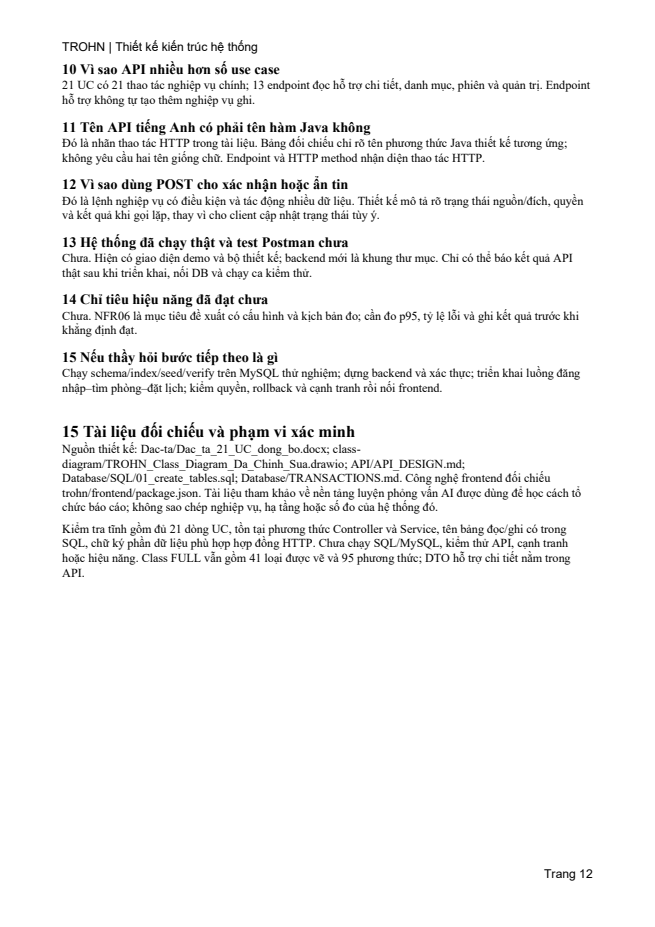 TROHN | Thiết kế kiến trúc hệ thống
10 Vì sao API nhiều hơn số use case
21 UC có 21 thao tác nghiệp vụ chính; 13 endpoint đọc hỗ trợ chi tiết, danh mục, phiên và quản trị. Endpoint
hỗ trợ không tự tạo thêm nghiệp vụ ghi.
11 Tên API tiếng Anh có phải tên hàm Java không
Đó là nhãn thao tác HTTP trong tài liệu. Bảng đối chiếu chỉ rõ tên phương thức Java thiết kế tương ứng;
không yêu cầu hai tên giống chữ. Endpoint và HTTP method nhận diện thao tác HTTP.
12 Vì sao dùng POST cho xác nhận hoặc ẩn tin
Đó là lệnh nghiệp vụ có điều kiện và tác động nhiều dữ liệu. Thiết kế mô tả rõ trạng thái nguồn/đích, quyền
và kết quả khi gọi lặp, thay vì cho client cập nhật trạng thái tùy ý.
13 Hệ thống đã chạy thật và test Postman chưa
Chưa. Hiện có giao diện demo và bộ thiết kế; backend mới là khung thư mục. Chỉ có thể báo kết quả API
thật sau khi triển khai, nối DB và chạy ca kiểm thử.
14 Chỉ tiêu hiệu năng đã đạt chưa
Chưa. NFR06 là mục tiêu đề xuất có cấu hình và kịch bản đo; cần đo p95, tỷ lệ lỗi và ghi kết quả trước khi
khẳng định đạt.
15 Nếu thầy hỏi bước tiếp theo là gì
Chạy schema/index/seed/verify trên MySQL thử nghiệm; dựng backend và xác thực; triển khai luồng đăng
nhập–tìm phòng–đặt lịch; kiểm quyền, rollback và cạnh tranh rồi nối frontend.
15 Tài liệu đối chiếu và phạm vi xác minh
Nguồn thiết kế: Dac-ta/Dac_ta_21_UC_dong_bo.docx; class-
diagram/TROHN_Class_Diagram_Da_Chinh_Sua.drawio; API/API_DESIGN.md;
Database/SQL/01_create_tables.sql; Database/TRANSACTIONS.md. Công nghệ frontend đối chiếu
trohn/frontend/package.json. Tài liệu tham khảo về nền tảng luyện phỏng vấn AI được dùng để học cách tổ
chức báo cáo; không sao chép nghiệp vụ, hạ tầng hoặc số đo của hệ thống đó.
Kiểm tra tĩnh gồm đủ 21 dòng UC, tồn tại phương thức Controller và Service, tên bảng đọc/ghi có trong
SQL, chữ ký phần dữ liệu phù hợp hợp đồng HTTP. Chưa chạy SQL/MySQL, kiểm thử API, cạnh tranh
hoặc hiệu năng. Class FULL vẫn gồm 41 loại được vẽ và 95 phương thức; DTO hỗ trợ chi tiết nằm trong
API.
Trang 12